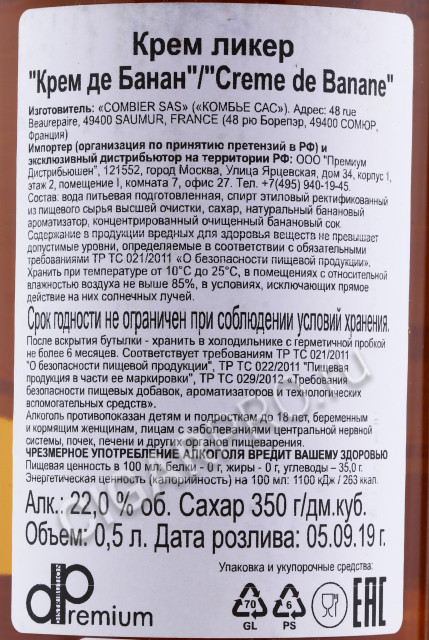 Крем ликер
"Крем де Банан"/"Creme de Banane"
Изготовитель: «COMBIER SAS» («КОМБЬЕ САС»). Адрес: 48 rue
Beaurepaire, 49400 SAUMUR, FRANCE (48 рю Борепэр, 49400 СОМЮР,
Франция)
Импортер (организация по принятию претензий в РФ) и
эксклюзивный дистрибьютор на территории РФ: ООО "Премиум
Дистрибьюшен", 121552, город Москва, Улица Ярцевская, дом 34, корпус 1,
этаж 2, помещение I, комната 7, офис 27. Тел. +7(495) 940-19-45.
Состав: вода питьевая подготовленная, спирт этиловый ректификованный
из пищевого сырья высшей очистки, сахар, натуральный банановый
ароматизатор, концентрированный очищенный банановый сок.
Содержание в продукции вредных для здоровья веществ не превышает
допустимые уровни, определяемые в соответствии с обязательными
требованиями ТР ТС 021/2011 «О безопасности пищевой продукции».
Хранить при температуре от 10°С до 25°С, в помещениях с относительной
влажностью воздуха не выше 85%, в условиях, исключающих прямое
действие на них солнечных лучей.
Срок годности не ограничен при соблюдении условий хранения.
После вскрытия бутылки - хранить в холодильнике с герметичной пробкой
не более 6 месяцев. Соответствует требованиям ТР ТС 021/2011
"О безопасности пищевой продукции", ТР ТС 022/2011 "Пищевая
продукция в части ее маркировки", ТР ТС 029/2012 «Требования
безопасности пищевых добавок, ароматизаторов и технологических
вспомогательных средств».
Алкоголь противопоказан детям и подросткам до 18 лет, беременным
и кормящим женщинам, лицам с заболеваниями центральной нервной
системы, почек, печени и других органов пищеварения.
ЧРЕЗМЕРНОЕ УПОТРЕБЛЕНИЕ АЛКОГОЛЯ ВРЕДИТ ВАШЕМУ ЗДОРОВЬЮ
Пищевая ценность в 100 мл: белки - 0 г, жиры - 0 г, углеводы – 35,0 г.
Энергетическая ценность (калорийность) на 100 мл: 1100 кДж / 263 ккал.
Алк.: 22,0 % об. Сахар 350 г/дм.куб.
Объем: 0,5 л. Дата розлива: 05.09.19 г.
Упаковка и укупорочные средства:
dp
Premium
70
GL
6
PS
EAC